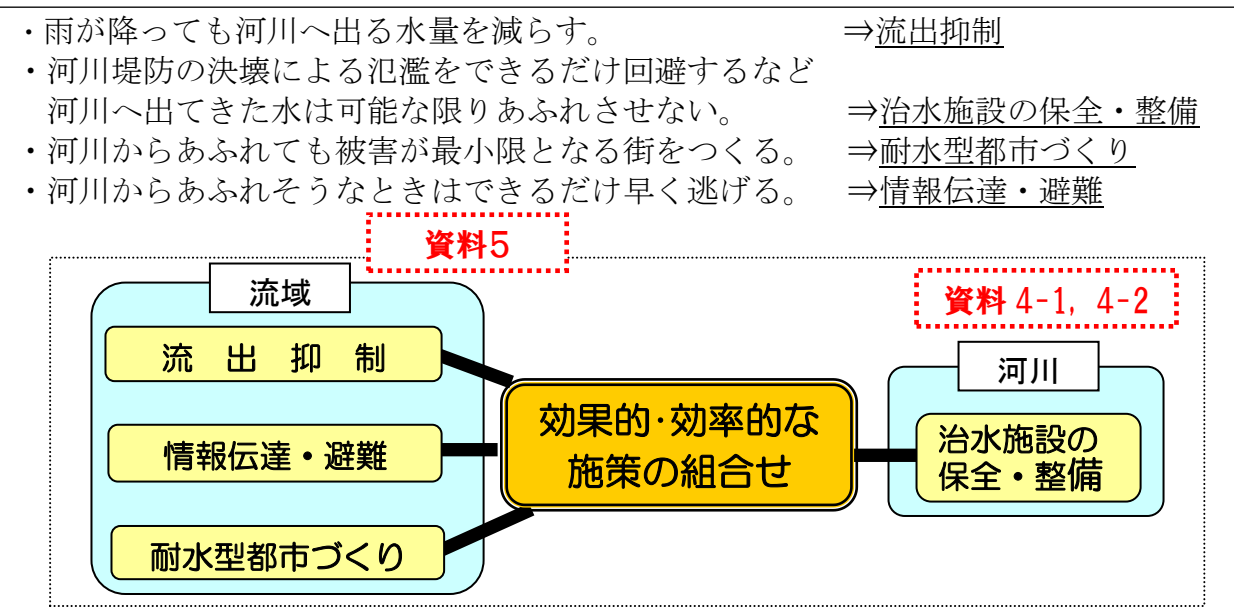 ・雨が降っても河川へ出る水量を減らす。 ⇒流出抑制
・河川堤防の決壊による氾濫をできるだけ回避するなど
河川へ出てきた水は可能な限りあふれさせない。 ⇒治水施設の保全・整備
・河川からあふれても被害が最小限となる街をつくる。 ⇒耐水型都市づくり
・河川からあふれそうなときはできるだけ早く逃げる。 ⇒情報伝達・避難
資料5
流域
資料 4-1, 4-2
流 出 抑 制
河川
効果的・効率的な
施策の組合せ
情報伝達・避難
治水施設の
保全・整備
耐水型都市づくり